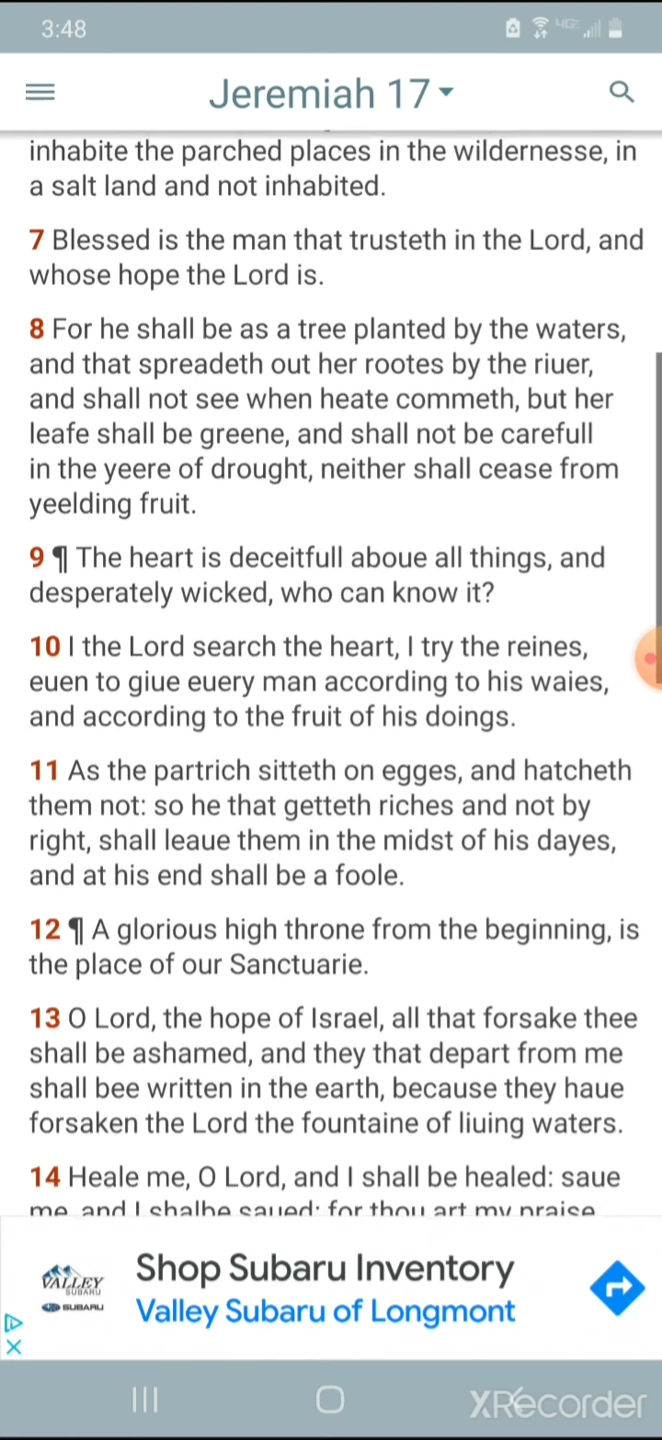 3:48
4GE
Jeremiah 17
inhabite the parched places in the wildernesse, in
a salt land and not inhabited.
7 Blessed is the man that trusteth in the Lord, and
whose hope the Lord is.
8 For he shall be as a tree planted by the waters,
and that spreadeth out her rootes by the riuer,
and shall not see when heate commeth, but her
leafe shall be greene, and shall not be carefull
in the yeere of drought, neither shall cease from
yeelding fruit.
9 ¶ The heart is deceitfull aboue all things, and
desperately wicked, who can know it?
10 I the Lord search the heart, I try the reines,
euen to giue euery man according to his waies,
and according to the fruit of his doings.
11 As the partrich sitteth on egges, and hatcheth
them not: so he that getteth riches and not by
right, shall leaue them in the midst of his dayes,
and at his end shall be a foole.
12 ¶ A glorious high throne from the beginning, is
the place of our Sanctuarie.
13 O Lord, the hope of Israel, all that forsake thee
shall be ashamed, and they that depart from me
shall bee written in the earth, because they haue
forsaken the Lord the fountaine of liuing waters.
14 Heale me, O Lord, and I shall be healed: saue
me, and I shalbe saued: for thou art my praise
Shop Subaru Inventory
VALLEY
SUBARU
SUBARU
Valley Subaru of Longmont
XRecorder